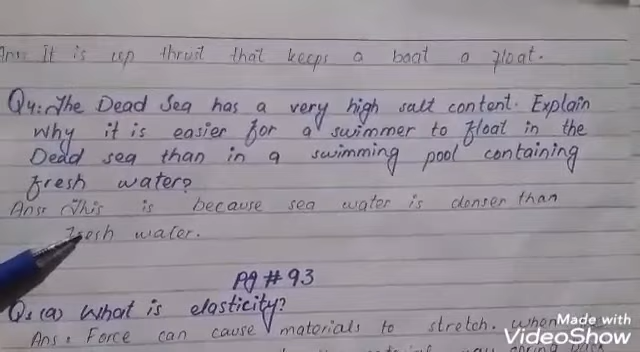 Ans: It is up thrust that keeps a boat a float.
Q4: The Dead Sea has a very high salt content. Explain
why it is easier for a swimmer to float in the
Dead sea than in a swimming pool containing
fresh water?
Ans: This is because sea water is denser than
fresh water.
Pg # 93
Q: (a) What is elasticity?
Ans: Force can cause materials to stretch. when
Made with
VideoShow